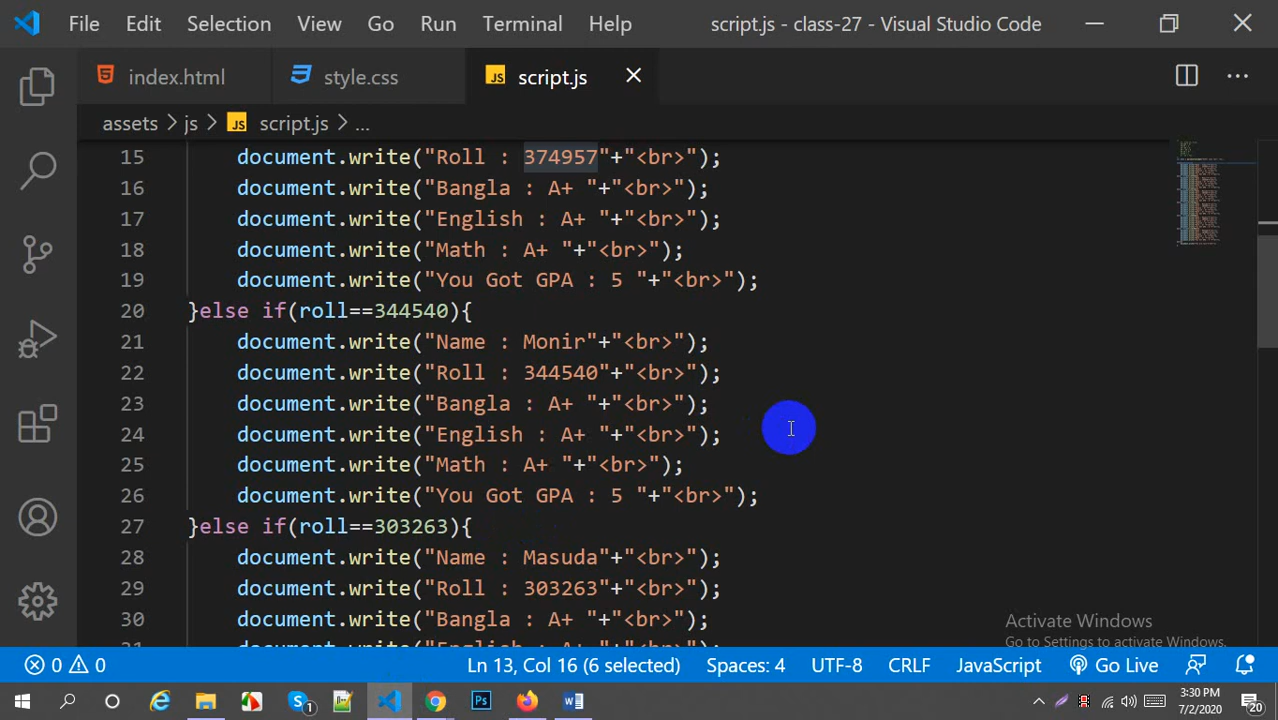 File Edit Selection View Go Run Terminal Help script.js - class-27 - Visual Studio Code
index.html style.css JS script.js
assets > js > JS script.js > ...
15 document.write("Roll : 374957"+"<br>");
16 document.write("Bangla : A+ "+"<br>");
17 document.write("English : A+ "+"<br>");
18 document.write("Math : A+ "+"<br>");
19 document.write("You Got GPA : 5 "+"<br>");
20 }else if(roll==344540){
21 document.write("Name : Monir"+"<br>");
22 document.write("Roll : 344540"+"<br>");
23 document.write("Bangla : A+ "+"<br>");
24 document.write("English : A+ "+"<br>");
25 document.write("Math : A+ "+"<br>");
26 document.write("You Got GPA : 5 "+"<br>");
27 }else if(roll==303263){
28 document.write("Name : Masuda"+"<br>");
29 document.write("Roll : 303263"+"<br>");
30 document.write("Bangla : A+ "+"<br>");
Activate Windows
Go to Settings to activate Windows.
0 0 Ln 13, Col 16 (6 selected) Spaces: 4 UTF-8 CRLF JavaScript Go Live
3:30 PM
7/2/2020
1 Ps 20